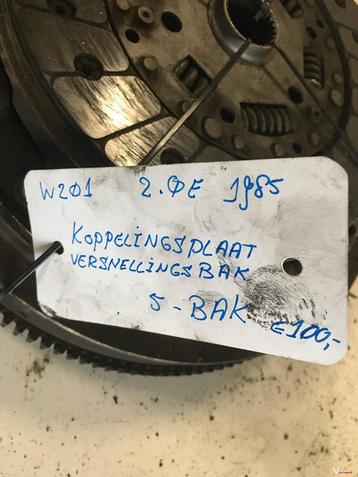 W201 2.0E 1985
KOPPELINGSPLAAT
VERSNELLINGSBAK
5-BAK €100,-